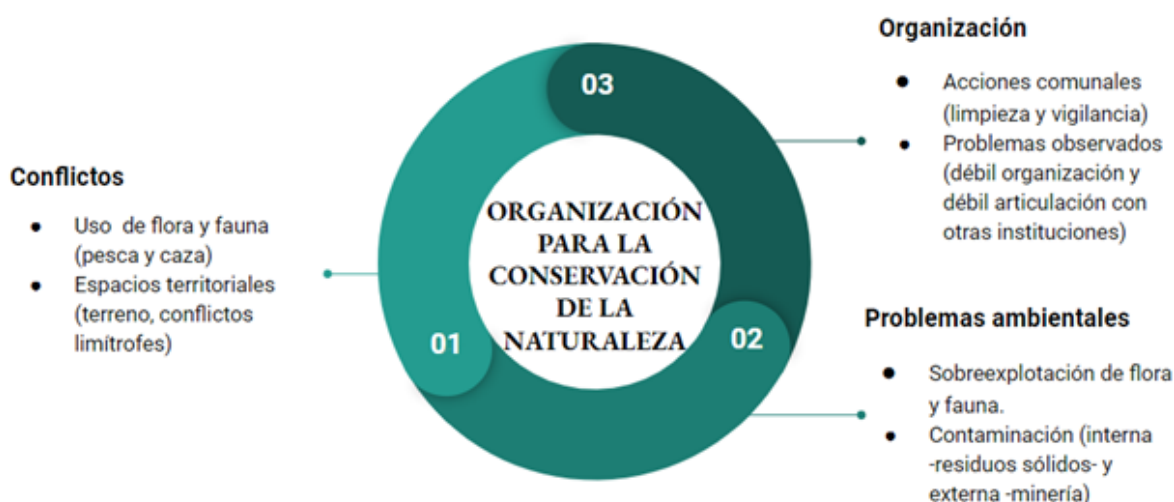 Organización
● Acciones comunales
(limpieza y vigilancia)
● Problemas observados
(débil organización y
débil articulación con
otras instituciones)
03
Conflictos
● Uso de flora y fauna
(pesca y caza)
● Espacios territoriales
(terreno, conflictos
limítrofes)
ORGANIZACIÓN
PARA LA
CONSERVACIÓN
DE LA
NATURALEZA
01
02
Problemas ambientales
● Sobreexplotación de flora
y fauna.
● Contaminación (interna
-residuos sólidos- y
externa -minería)